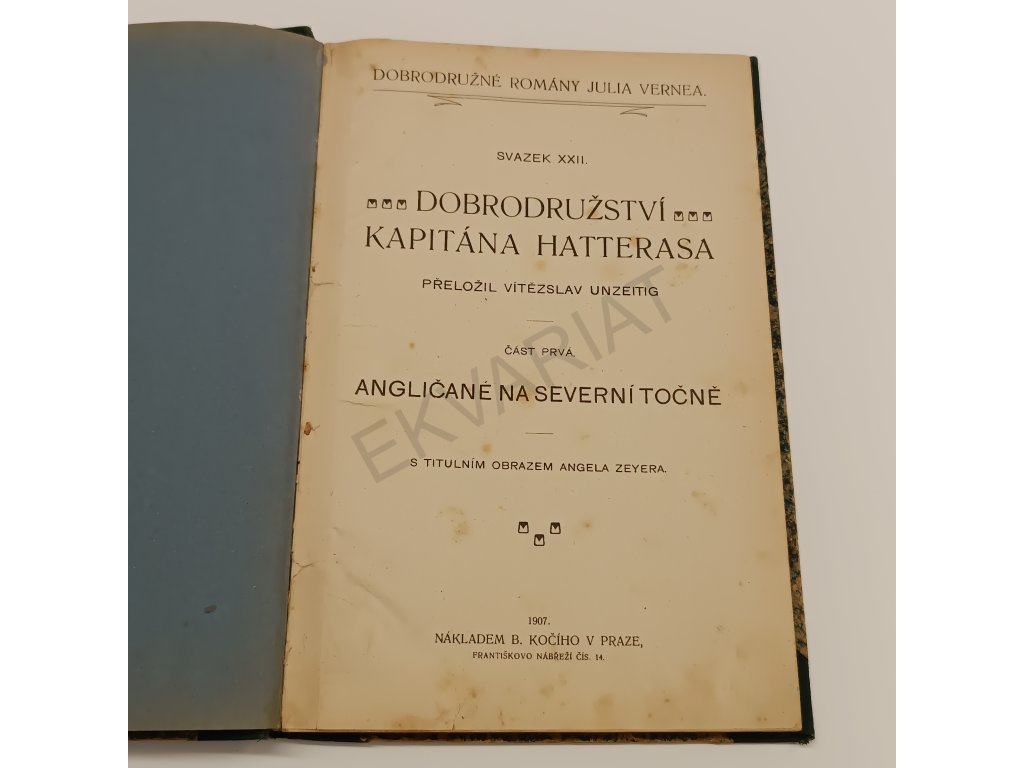 DOBRODRUŽNÉ ROMÁNY JULIA VERNEA.
SVAZEK XXII.
DOBRODRUŽSTVÍ
KAPITÁNA HATTERASA
PŘELOŽIL VÍTĚZSLAV UNZEITIG
ČÁST PRVÁ.
ANGLIČANÉ NA SEVERNÍ TOČNĚ
S TITULNÍM OBRAZEM ANGELA ZEYERA.
1907.
NÁKLADEM B. KOČÍHO V PRAZE,
FRANTIŠKOVO NÁBŘEŽÍ ČÍS. 14.
EKVARIAT